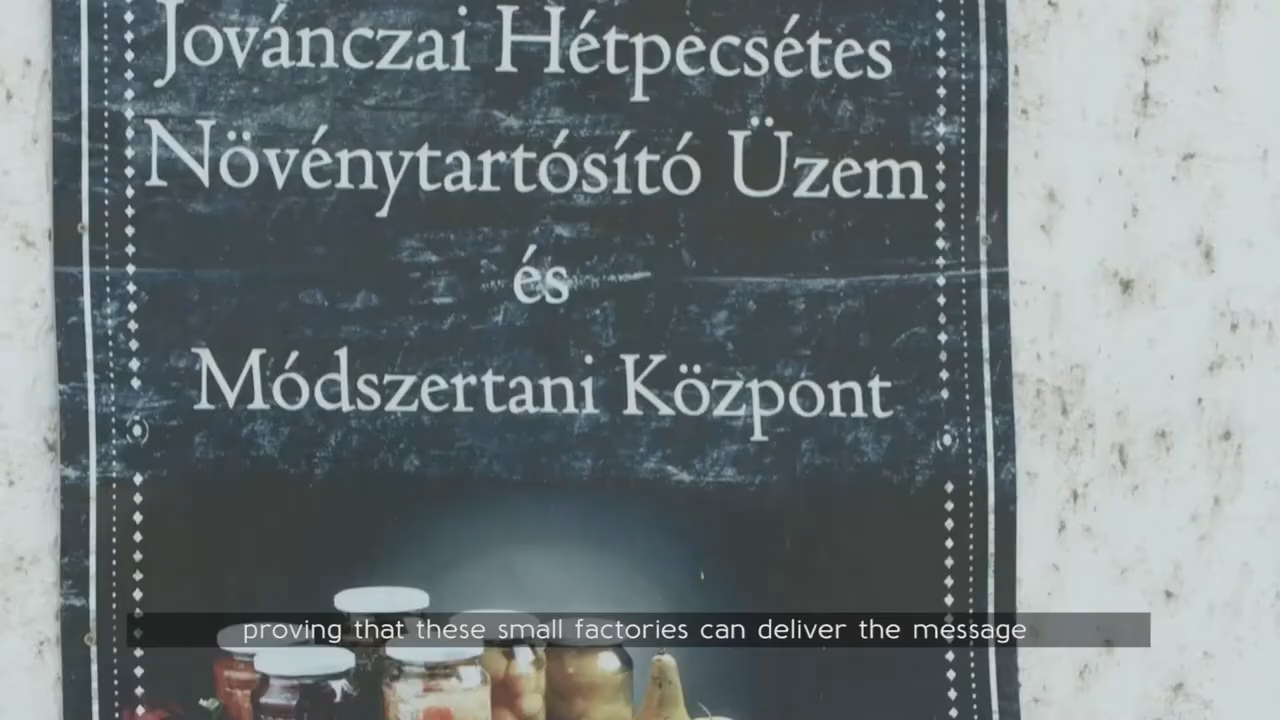 Jovánczai Hétpecsétes
Növénytartósító Üzem
és
Módszertani Központ
proving that these small factories can deliver the message